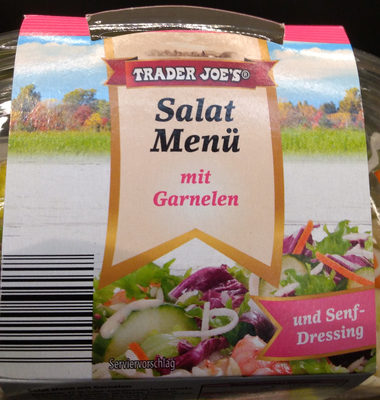 TRADER JOE'S®
Salat
Menü
mit
Garnelen
und Senf-
Dressing
Serviervorschlag